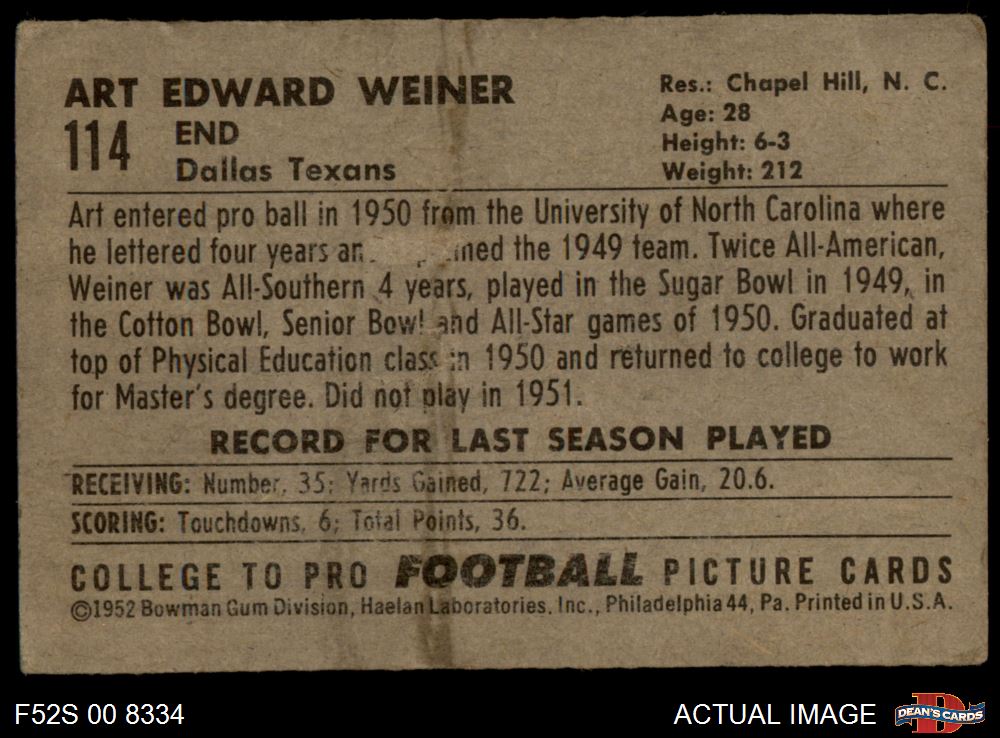 ART EDWARD WEINER
114
END
Dallas Texans
Res.: Chapel Hill, N. C.
Age: 28
Height: 6-3
Weight: 212
Art entered pro ball in 1950 from the University of North Carolina where
he lettered four years the 1949 team. Twice All-American,
Weiner was All-Southern 4 years, played in the Sugar Bowl in 1949, in
the Cotton Bowl, Senior Bowl and All-Star games of 1950. Graduated at
top of Physical Education class in 1950 and returned to college to work
for Master's degree. Did not play in 1951.
RECORD FOR LAST SEASON PLAYED
RECEIVING: Number, 35; Yards Gained, 722; Average Gain, 20.6.
SCORING: Touchdowns, 6; Total Points, 36.
COLLEGE TO PRO FOOTBALL PICTURE CARDS
©1952 Bowman Gum Division, Haelan Laboratories, Inc., Philadelphia 44, Pa. Printed in U.S.A.
F52S 00 8334
ACTUAL IMAGE
D
DEAN'S CARDS